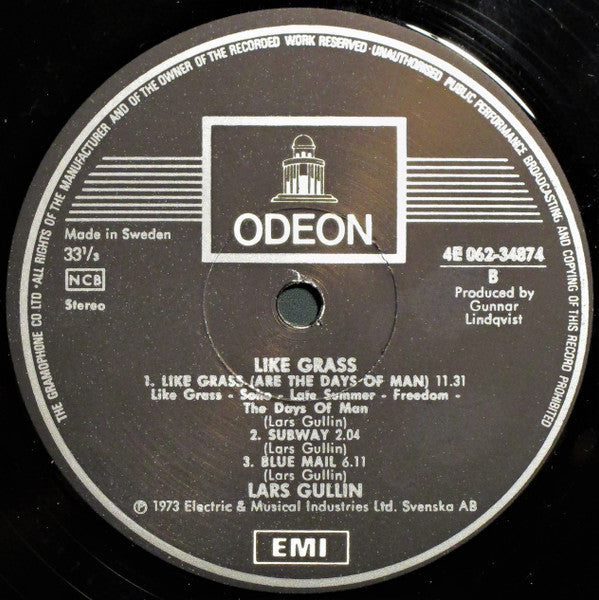 THE GRAMOPHONE CO LTD · ALL RIGHTS OF THE MANUFACTURER AND OF THE OWNER OF THE RECORDED WORK RESERVED · UNAUTHORISED PUBLIC PERFORMANCE BROADCASTING AND COPYING OF THIS RECORD PROHIBITED
ODEON
Made in Sweden
33⅓
NCB
Stereo
4E 062-34874
B
Produced by
Gunnar
Lindqvist
LIKE GRASS
1. LIKE GRASS (ARE THE DAYS OF MAN) 11.31
Like Grass - Solio - Late Summer - Freedom -
The Days Of Man
(Lars Gullin)
2. SUBWAY 2.04
(Lars Gullin)
3. BLUE MAIL 6.11
(Lars Gullin)
LARS GULLIN
℗ 1973 Electric & Musical Industries Ltd. Svenska AB
EMI